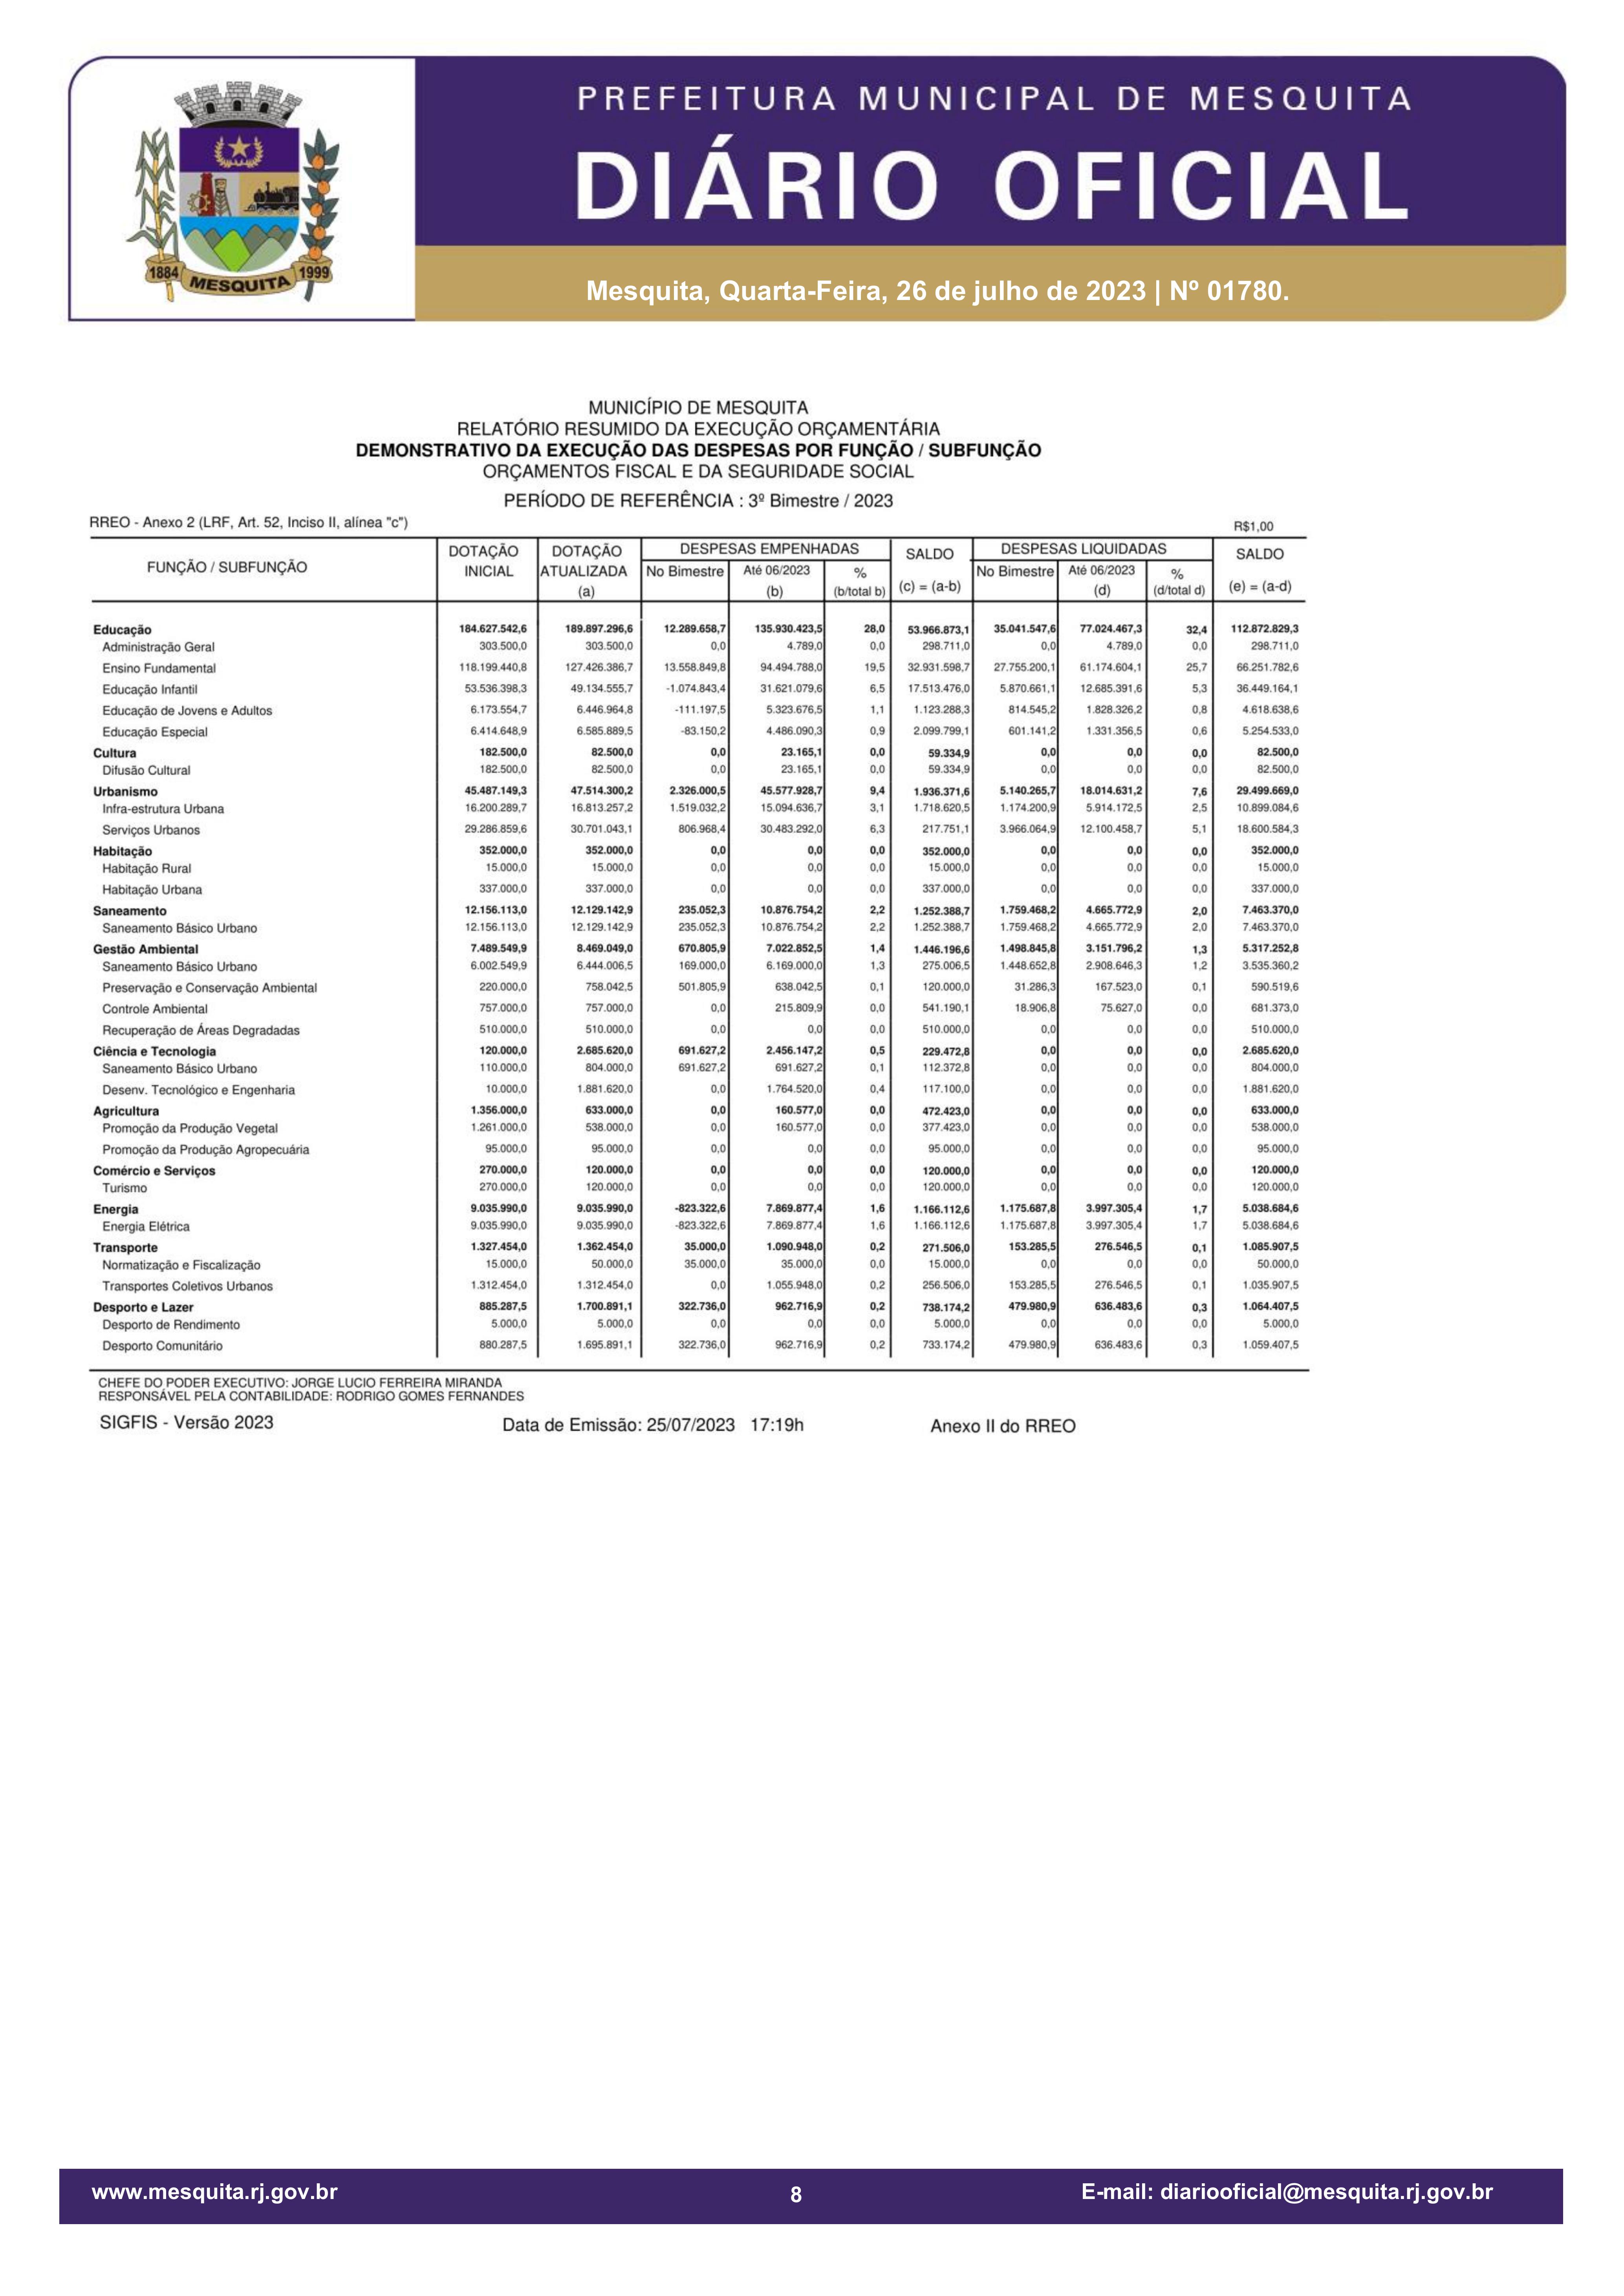 PREFEITURA MUNICIPAL DE MESQUITA
DIÁRIO OFICIAL
1884 MESQUITA 1999
Mesquita, Quarta-Feira, 26 de julho de 2023 | Nº 01780.
MUNICÍPIO DE MESQUITA
RELATÓRIO RESUMIDO DA EXECUÇÃO ORÇAMENTÁRIA
DEMONSTRATIVO DA EXECUÇÃO DAS DESPESAS POR FUNÇÃO / SUBFUNÇÃO
ORÇAMENTOS FISCAL E DA SEGURIDADE SOCIAL
PERÍODO DE REFERÊNCIA : 3º Bimestre / 2023
RREO - Anexo 2 (LRF, Art. 52, Inciso II, alínea "c") R$1,00
FUNÇÃO / SUBFUNÇÃO DOTAÇÃO INICIAL DOTAÇÃO ATUALIZADA (a) DESPESAS EMPENHADAS SALDO (c) = (a-b) DESPESAS LIQUIDADAS SALDO (e) = (a-d)
No Bimestre Até 06/2023 (b) % (b/total b) No Bimestre Até 06/2023 (d) % (d/total d)
Educação 184.627.542,6 189.897.296,6 12.289.658,7 135.930.423,5 28,0 53.966.873,1 35.041.547,6 77.024.467,3 32,4 112.872.829,3
Administração Geral 303.500,0 303.500,0 0,0 4.789,0 0,0 298.711,0 0,0 4.789,0 0,0 298.711,0
Ensino Fundamental 118.199.440,8 127.426.386,7 13.558.849,8 94.494.788,0 19,5 32.931.598,7 27.755.200,1 61.174.604,1 25,7 66.251.782,6
Educação Infantil 53.536.398,3 49.134.555,7 -1.074.843,4 31.621.079,6 6,5 17.513.476,0 5.870.661,1 12.685.391,6 5,3 36.449.164,1
Educação de Jovens e Adultos 6.173.554,7 6.446.964,8 -111.197,5 5.323.676,5 1,1 1.123.288,3 814.545,2 1.828.326,2 0,8 4.618.638,6
Educação Especial 6.414.648,9 6.585.889,5 -83.150,2 4.486.090,3 0,9 2.099.799,1 601.141,2 1.331.356,5 0,6 5.254.533,0
Cultura 182.500,0 82.500,0 0,0 23.165,1 0,0 59.334,9 0,0 0,0 0,0 82.500,0
Difusão Cultural 182.500,0 82.500,0 0,0 23.165,1 0,0 59.334,9 0,0 0,0 0,0 82.500,0
Urbanismo 45.487.149,3 47.514.300,2 2.326.000,5 45.577.928,7 9,4 1.936.371,6 5.140.265,7 18.014.631,2 7,6 29.499.669,0
Infra-estrutura Urbana 16.200.289,7 16.813.257,2 1.519.032,2 15.094.636,7 3,1 1.718.620,5 1.174.200,9 5.914.172,5 2,5 10.899.084,6
Serviços Urbanos 29.286.859,6 30.701.043,1 806.968,4 30.483.292,0 6,3 217.751,1 3.966.064,9 12.100.458,7 5,1 18.600.584,3
Habitação 352.000,0 352.000,0 0,0 0,0 0,0 352.000,0 0,0 0,0 0,0 352.000,0
Habitação Rural 15.000,0 15.000,0 0,0 0,0 0,0 15.000,0 0,0 0,0 0,0 15.000,0
Habitação Urbana 337.000,0 337.000,0 0,0 0,0 0,0 337.000,0 0,0 0,0 0,0 337.000,0
Saneamento 12.156.113,0 12.129.142,9 235.052,3 10.876.754,2 2,2 1.252.388,7 1.759.468,2 4.665.772,9 2,0 7.463.370,0
Saneamento Básico Urbano 12.156.113,0 12.129.142,9 235.052,3 10.876.754,2 2,2 1.252.388,7 1.759.468,2 4.665.772,9 2,0 7.463.370,0
Gestão Ambiental 7.489.549,9 8.469.049,0 670.805,9 7.022.852,5 1,4 1.446.196,6 1.498.845,8 3.151.796,2 1,3 5.317.252,8
Saneamento Básico Urbano 6.002.549,9 6.444.006,5 169.000,0 6.169.000,0 1,3 275.006,5 1.448.652,8 2.908.646,3 1,2 3.535.360,2
Preservação e Conservação Ambiental 220.000,0 758.042,5 501.805,9 638.042,5 0,1 120.000,0 31.286,3 167.523,0 0,1 590.519,6
Controle Ambiental 757.000,0 757.000,0 0,0 215.809,9 0,0 541.190,1 18.906,8 75.627,0 0,0 681.373,0
Recuperação de Áreas Degradadas 510.000,0 510.000,0 0,0 0,0 0,0 510.000,0 0,0 0,0 0,0 510.000,0
Ciência e Tecnologia 120.000,0 2.685.620,0 691.627,2 2.456.147,2 0,5 229.472,8 0,0 0,0 0,0 2.685.620,0
Saneamento Básico Urbano 110.000,0 804.000,0 691.627,2 691.627,2 0,1 112.372,8 0,0 0,0 0,0 804.000,0
Desenv. Tecnológico e Engenharia 10.000,0 1.881.620,0 0,0 1.764.520,0 0,4 117.100,0 0,0 0,0 0,0 1.881.620,0
Agricultura 1.356.000,0 633.000,0 0,0 160.577,0 0,0 472.423,0 0,0 0,0 0,0 633.000,0
Promoção da Produção Vegetal 1.261.000,0 538.000,0 0,0 160.577,0 0,0 377.423,0 0,0 0,0 0,0 538.000,0
Promoção da Produção Agropecuária 95.000,0 95.000,0 0,0 0,0 0,0 95.000,0 0,0 0,0 0,0 95.000,0
Comércio e Serviços 270.000,0 120.000,0 0,0 0,0 0,0 120.000,0 0,0 0,0 0,0 120.000,0
Turismo 270.000,0 120.000,0 0,0 0,0 0,0 120.000,0 0,0 0,0 0,0 120.000,0
Energia 9.035.990,0 9.035.990,0 -823.322,6 7.869.877,4 1,6 1.166.112,6 1.175.687,8 3.997.305,4 1,7 5.038.684,6
Energia Elétrica 9.035.990,0 9.035.990,0 -823.322,6 7.869.877,4 1,6 1.166.112,6 1.175.687,8 3.997.305,4 1,7 5.038.684,6
Transporte 1.327.454,0 1.362.454,0 35.000,0 1.090.948,0 0,2 271.506,0 153.285,5 276.546,5 0,1 1.085.907,5
Normatização e Fiscalização 15.000,0 50.000,0 35.000,0 35.000,0 0,0 15.000,0 0,0 0,0 0,0 50.000,0
Transportes Coletivos Urbanos 1.312.454,0 1.312.454,0 0,0 1.055.948,0 0,2 256.506,0 153.285,5 276.546,5 0,1 1.035.907,5
Desporto e Lazer 885.287,5 1.700.891,1 322.736,0 962.716,9 0,2 738.174,2 479.980,9 636.483,6 0,3 1.064.407,5
Desporto de Rendimento 5.000,0 5.000,0 0,0 0,0 0,0 5.000,0 0,0 0,0 0,0 5.000,0
Desporto Comunitário 880.287,5 1.695.891,1 322.736,0 962.716,9 0,2 733.174,2 479.980,9 636.483,6 0,3 1.059.407,5
CHEFE DO PODER EXECUTIVO: JORGE LUCIO FERREIRA MIRANDA
RESPONSÁVEL PELA CONTABILIDADE: RODRIGO GOMES FERNANDES
SIGFIS - Versão 2023 Data de Emissão: 25/07/2023 17:19h Anexo II do RREO
www.mesquita.rj.gov.br 8 E-mail: diariooficial@mesquita.rj.gov.br